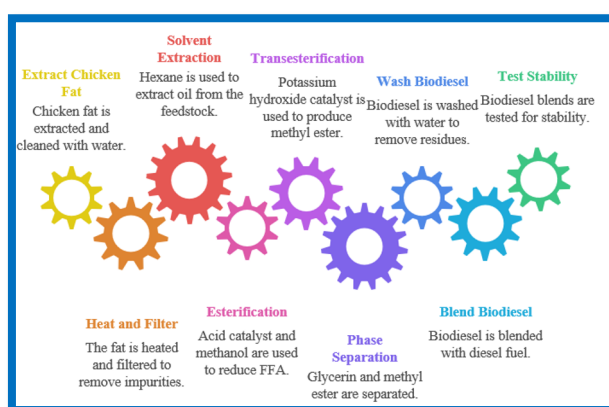 Extract Chicken
Fat
Chicken fat is
extracted and
cleaned with water.
Heat and Filter
The fat is heated
and filtered to
remove impurities.
Solvent
Extraction
Hexane is used to
extract oil from the
feedstock.
Esterification
Acid catalyst and
methanol are used
to reduce FFA.
Transesterification
Potassium
hydroxide catalyst is
used to produce
methyl ester.
Phase
Separation
Glycerin and methyl
ester are separated.
Wash Biodiesel
Biodiesel is washed
with water to
remove residues.
Blend Biodiesel
Biodiesel is blended
with diesel fuel.
Test Stability
Biodiesel blends are
tested for stability.